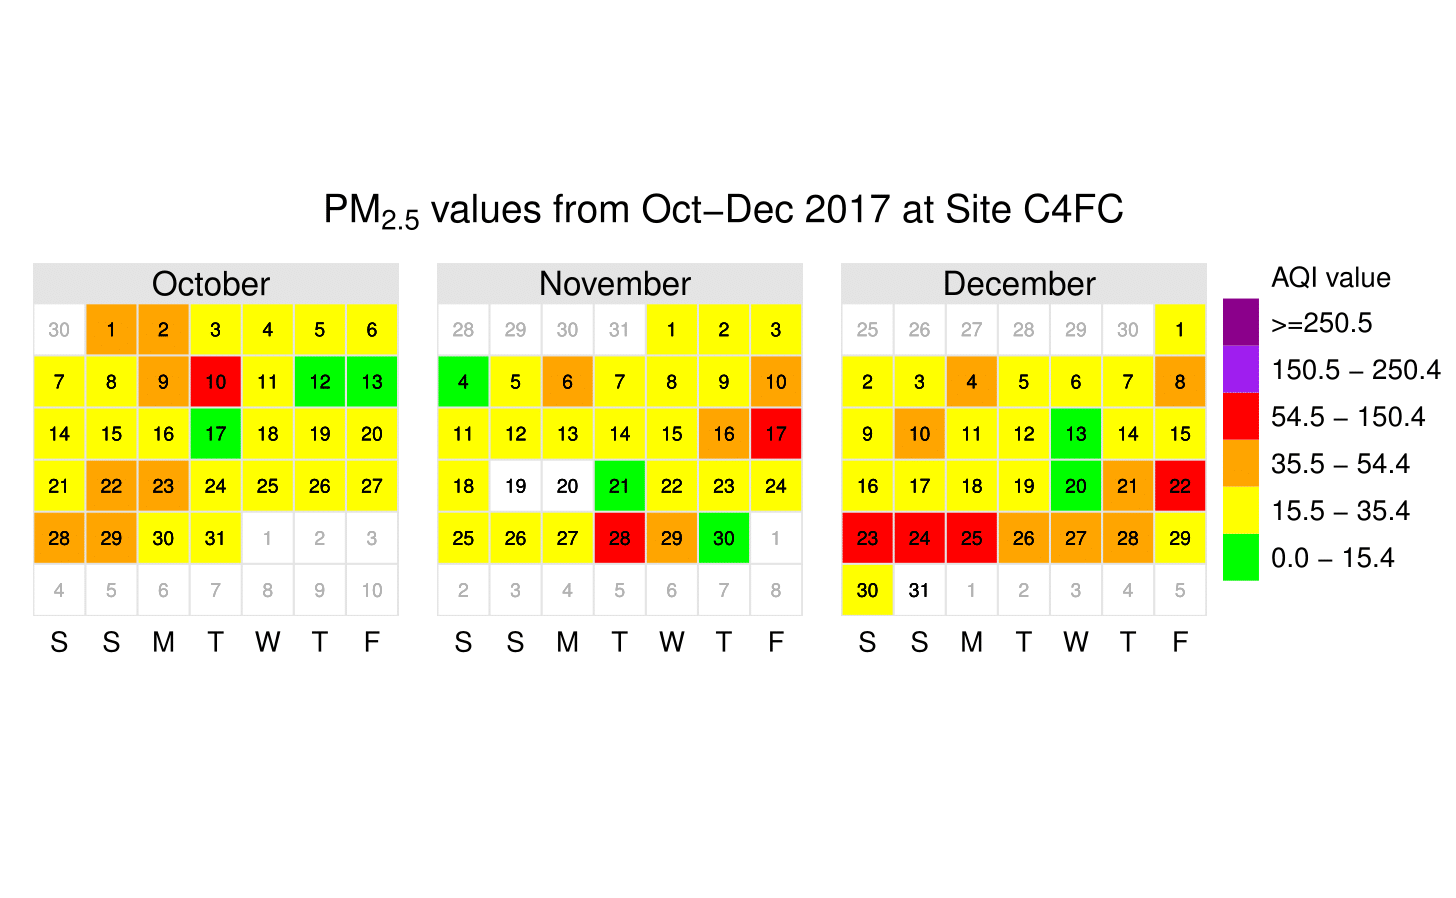 PM2.5 values from Oct−Dec 2017 at Site C4FC
October
30 1 2 3 4 5 6
7 8 9 10 11 12 13
14 15 16 17 18 19 20
21 22 23 24 25 26 27
28 29 30 31 1 2 3
4 5 6 7 8 9 10
S S M T W T F
November
28 29 30 31 1 2 3
4 5 6 7 8 9 10
11 12 13 14 15 16 17
18 19 20 21 22 23 24
25 26 27 28 29 30 1
2 3 4 5 6 7 8
S S M T W T F
December
25 26 27 28 29 30 1
2 3 4 5 6 7 8
9 10 11 12 13 14 15
16 17 18 19 20 21 22
23 24 25 26 27 28 29
30 31 1 2 3 4 5
S S M T W T F
AQI value
>=250.5
150.5 − 250.4
54.5 − 150.4
35.5 − 54.4
15.5 − 35.4
0.0 − 15.4